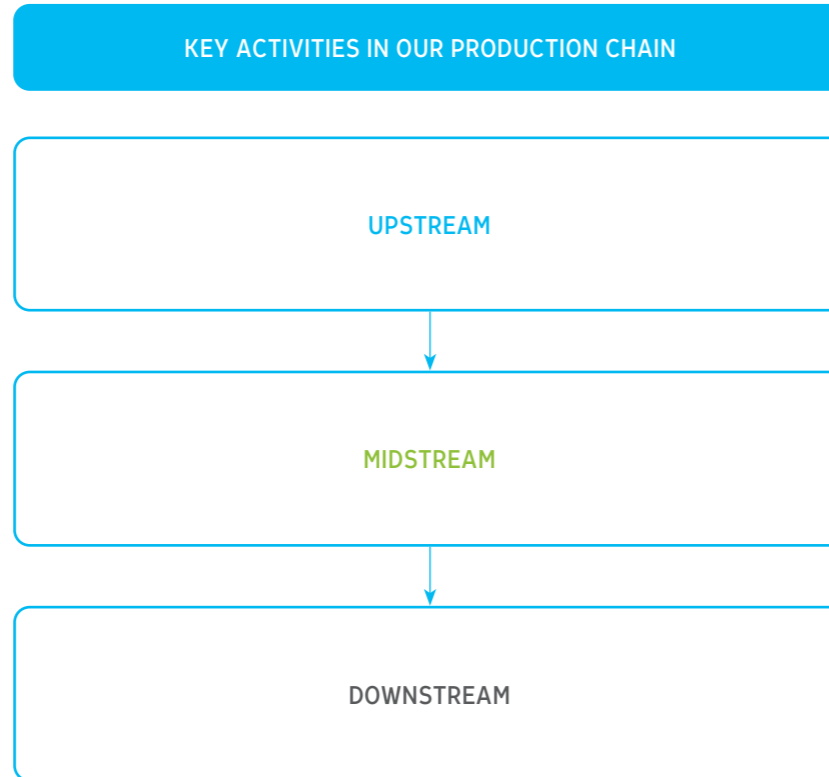 KEY ACTIVITIES IN OUR PRODUCTION CHAIN
UPSTREAM
MIDSTREAM
DOWNSTREAM